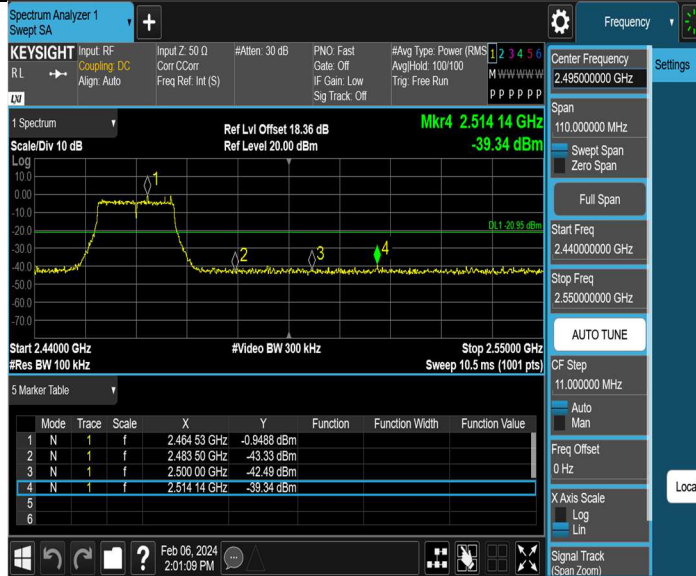 Spectrum Analyzer 1
Swept SA
+
Frequency
KEYSIGHT
RL
LXI
Input: RF
Coupling: DC
Align: Auto
Input Z: 50 Ω
Corr CCorr
Freq Ref: Int (S)
#Atten: 30 dB
PNO: Fast
Gate: Off
IF Gain: Low
Sig Track: Off
#Avg Type: Power (RMS
Avg|Hold: 100/100
Trig: Free Run
1 2 3 4 5 6
M W W W W W
P P P P P P
1 Spectrum
Scale/Div 10 dB
Log
Ref Lvl Offset 18.36 dB
Ref Level 20.00 dBm
Mkr4 2.514 14 GHz
-39.34 dBm
10.0
0.00
-10.0
-20.0
-30.0
-40.0
-50.0
-60.0
-70.0
1
2
3
4
DL1 -20.95 dBm
Start 2.44000 GHz
#Res BW 100 kHz
#Video BW 300 kHz
Stop 2.55000 GHz
Sweep 10.5 ms (1001 pts)
5 Marker Table
Mode Trace Scale X Y Function Function Width Function Value
1 N 1 f 2.464 53 GHz -0.9488 dBm
2 N 1 f 2.483 50 GHz -43.33 dBm
3 N 1 f 2.500 00 GHz -42.49 dBm
4 N 1 f 2.514 14 GHz -39.34 dBm
5
6
?
Feb 06, 2024
2:01:09 PM
Center Frequency
2.495000000 GHz
Settings
Span
110.000000 MHz
Swept Span
Zero Span
Full Span
Start Freq
2.440000000 GHz
Stop Freq
2.550000000 GHz
AUTO TUNE
CF Step
11.000000 MHz
Auto
Man
Freq Offset
0 Hz
X Axis Scale
Log
Lin
Loca
Signal Track
(Span Zoom)